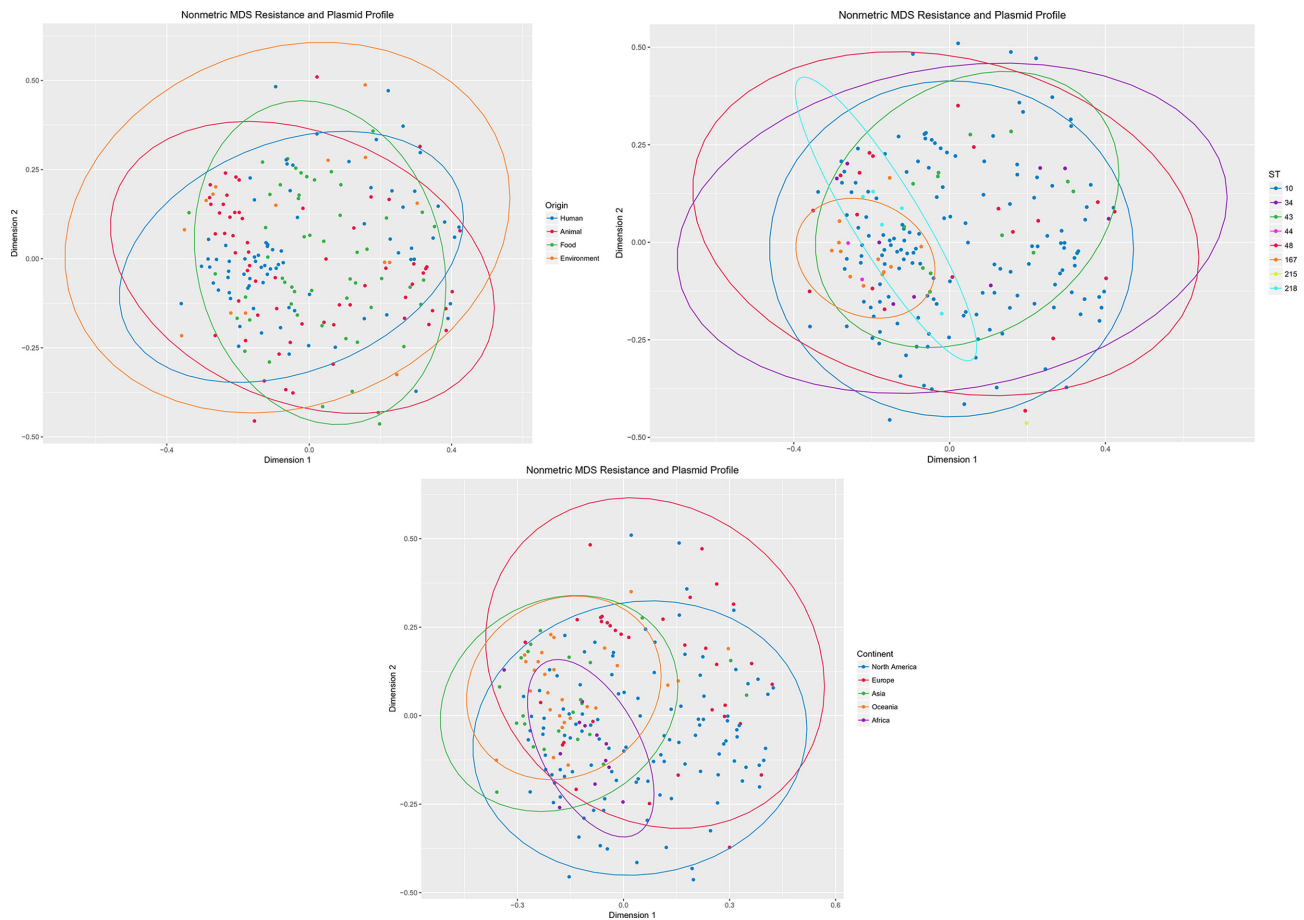 Nonmetric MDS Resistance and Plasmid Profile
0.50
0.25
0.00
−0.25
−0.50
−0.4
0.0
0.4
Dimension 1
Dimension 2
Origin
Human
Animal
Food
Environment
Nonmetric MDS Resistance and Plasmid Profile
0.50
0.25
0.00
−0.25
−0.50
−0.4
0.0
0.4
Dimension 1
Dimension 2
ST
10
34
43
44
48
167
215
218
Nonmetric MDS Resistance and Plasmid Profile
0.50
0.25
0.00
−0.25
−0.50
−0.3
0.0
0.3
0.6
Dimension 1
Dimension 2
Continent
North America
Europe
Asia
Oceania
Africa